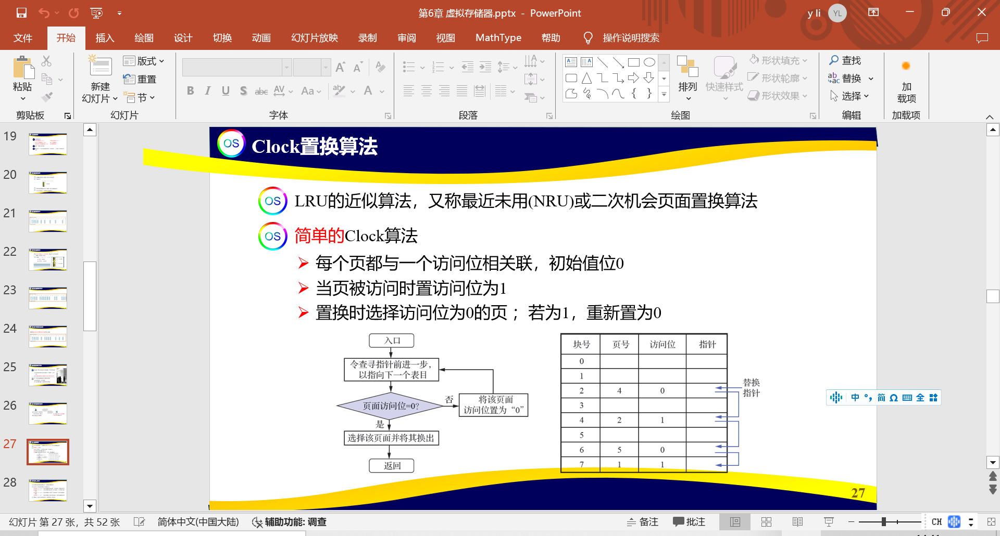 第6章 虚拟存储器.pptx - PowerPoint
y li
YL
文件
开始
插入
绘图
设计
切换
动画
幻灯片放映
录制
审阅
视图
MathType
帮助
操作说明搜索
粘贴
剪贴板
新建
幻灯片
版式
重置
节
幻灯片
B I U S abc AV Aa A
字体
段落
排列
快速样式
形状填充
形状轮廓
形状效果
绘图
查找
替换
选择
编辑
加
载项
加载项
19
20
21
22
23
24
25
26
27
28
OS Clock置换算法
OS LRU的近似算法，又称最近未用(NRU)或二次机会页面置换算法
OS 简单的Clock算法
每个页都与一个访问位相关联，初始值位0
当页被访问时置访问位为1
置换时选择访问位为0的页 ；若为1，重新置为0
入口
令查寻指针前进一步，
以指向下一个表目
页面访问位=0?
否
将该页面
访问位置为“0”
是
选择该页面并将其换出
返回
块号 页号 访问位 指针
0
1
2 4 0
3
4 2 1
5
6 5 0
7 1 1
替换
指针
27
中 °, 简 全
幻灯片 第 27 张，共 52 张
简体中文(中国大陆)
辅助功能: 调查
备注
批注
CH